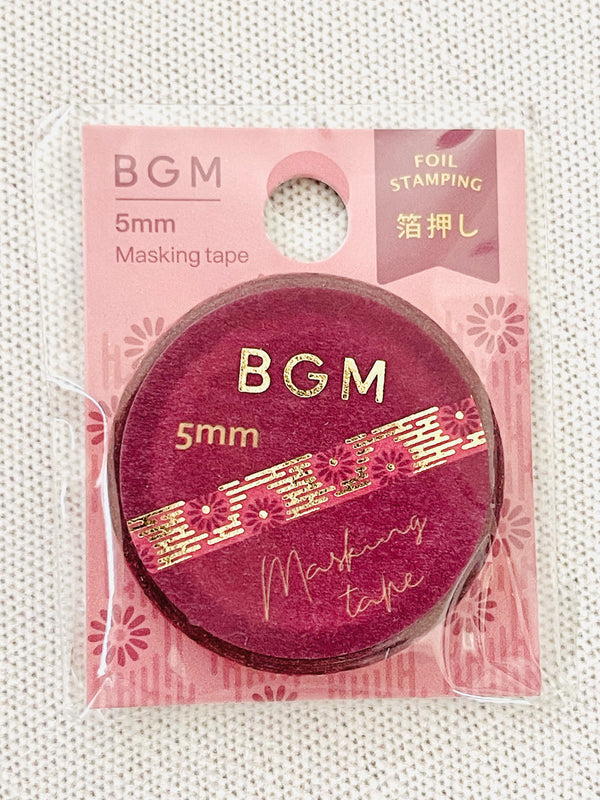 BGM
5mm
Masking tape
FOIL
STAMPING
箔押し
BGM
5mm
Masking
tape